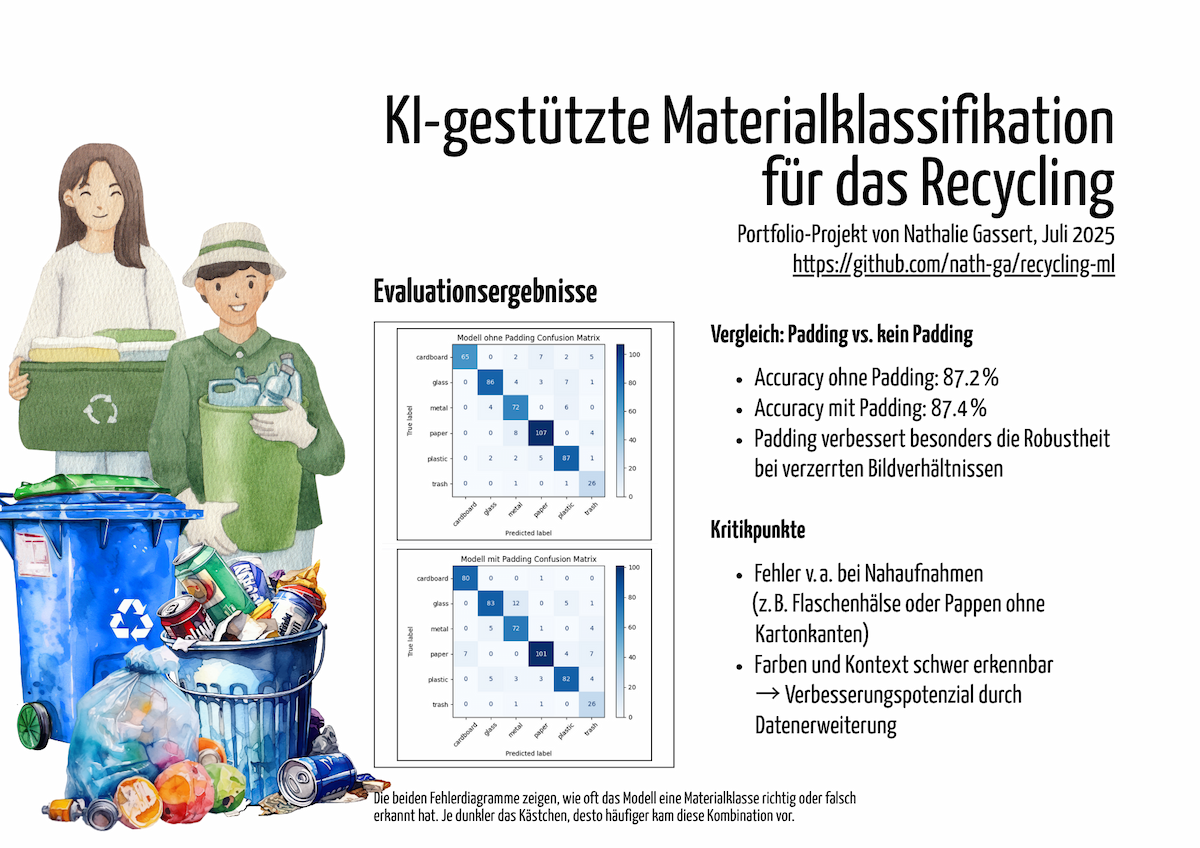 KI-gestützte Materialklassifikation
für das Recycling
Portfolio-Projekt von Nathalie Gassert, Juli 2025
https://github.com/nath-ga/recycling-ml
Evaluationsergebnisse
Modell ohne Padding Confusion Matrix
True label
cardboard 65 0 2 7 2 5
glass 0 86 4 3 7 1
metal 0 4 72 0 6 0
paper 0 0 8 107 0 4
plastic 0 2 2 5 87 1
trash 0 0 1 0 1 26
cardboard glass metal paper plastic trash
Predicted label
100
80
60
40
20
0
Modell mit Padding Confusion Matrix
True label
cardboard 80 0 0 1 0 0
glass 0 83 12 0 5 1
metal 0 5 72 1 0 4
paper 7 0 0 101 4 7
plastic 0 5 3 3 82 4
trash 0 0 1 1 0 26
cardboard glass metal paper plastic trash
Predicted label
100
80
60
40
20
0
Die beiden Fehlerdiagramme zeigen, wie oft das Modell eine Materialklasse richtig oder falsch
erkannt hat. Je dunkler das Kästchen, desto häufiger kam diese Kombination vor.
Vergleich: Padding vs. kein Padding
• Accuracy ohne Padding: 87.2 %
• Accuracy mit Padding: 87.4 %
• Padding verbessert besonders die Robustheit
bei verzerrten Bildverhältnissen
Kritikpunkte
• Fehler v. a. bei Nahaufnahmen
(z. B. Flaschenhälse oder Pappen ohne
Kartonkanten)
• Farben und Kontext schwer erkennbar
→ Verbesserungspotenzial durch
Datenerweiterung